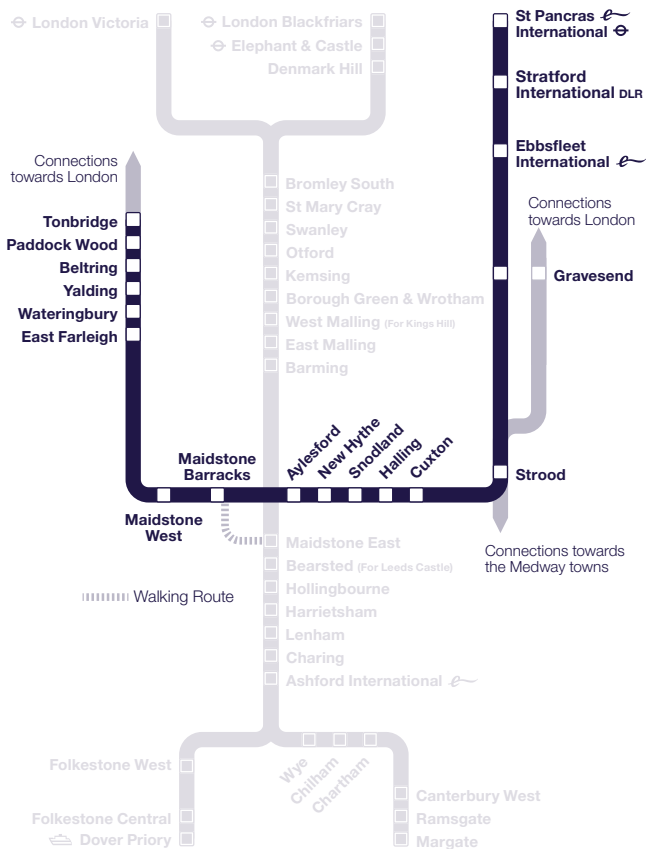 London Victoria
London Blackfriars
Elephant & Castle
Denmark Hill
St Pancras
International
Stratford
International DLR
Ebbsfleet
International
Connections
towards London
Connections
towards London
Tonbridge
Paddock Wood
Beltring
Yalding
Wateringbury
East Farleigh
Bromley South
St Mary Cray
Swanley
Otford
Kemsing
Borough Green & Wrotham
West Malling (For Kings Hill)
East Malling
Barming
Gravesend
Maidstone
Barracks
Aylesford
New Hythe
Snodland
Halling
Cuxton
Strood
Maidstone
West
Maidstone East
Bearsted (For Leeds Castle)
Hollingbourne
Harrietsham
Lenham
Charing
Ashford International
Connections towards
the Medway towns
Walking Route
Folkestone West
Folkestone Central
Dover Priory
Wye
Chilham
Chartham
Canterbury West
Ramsgate
Margate